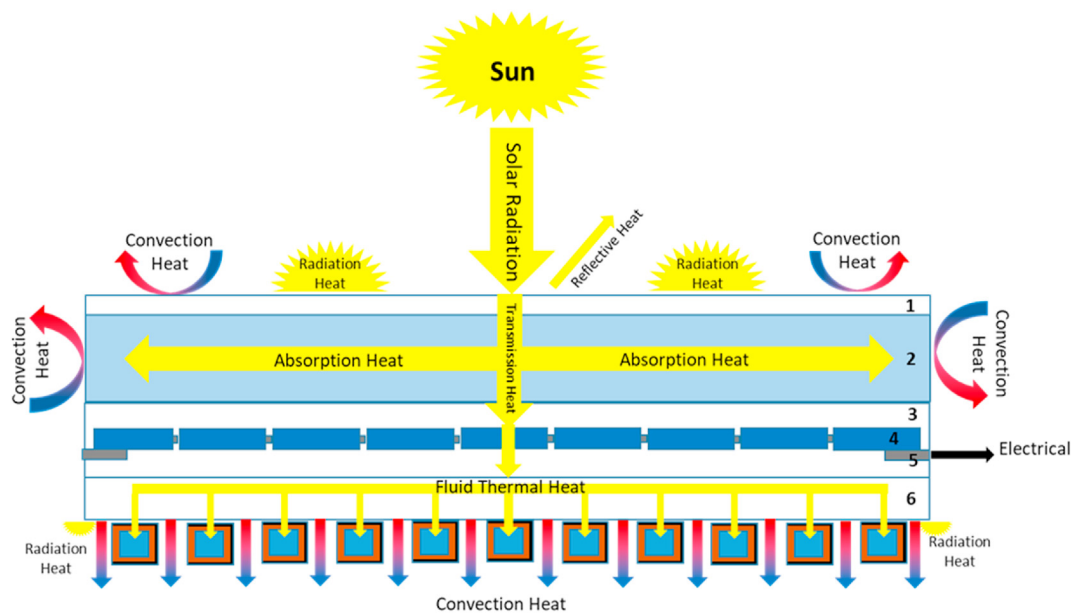 Sun
Solar Radiation
Reflective Heat
Convection
Heat
Radiation
Heat
Radiation
Heat
Convection
Heat
1
Convection
Heat
Transmission Heat
Absorption Heat
Absorption Heat
2
Convection
Heat
3
4
5
Electrical
Fluid Thermal Heat
6
Radiation
Heat
Radiation
Heat
Convection Heat